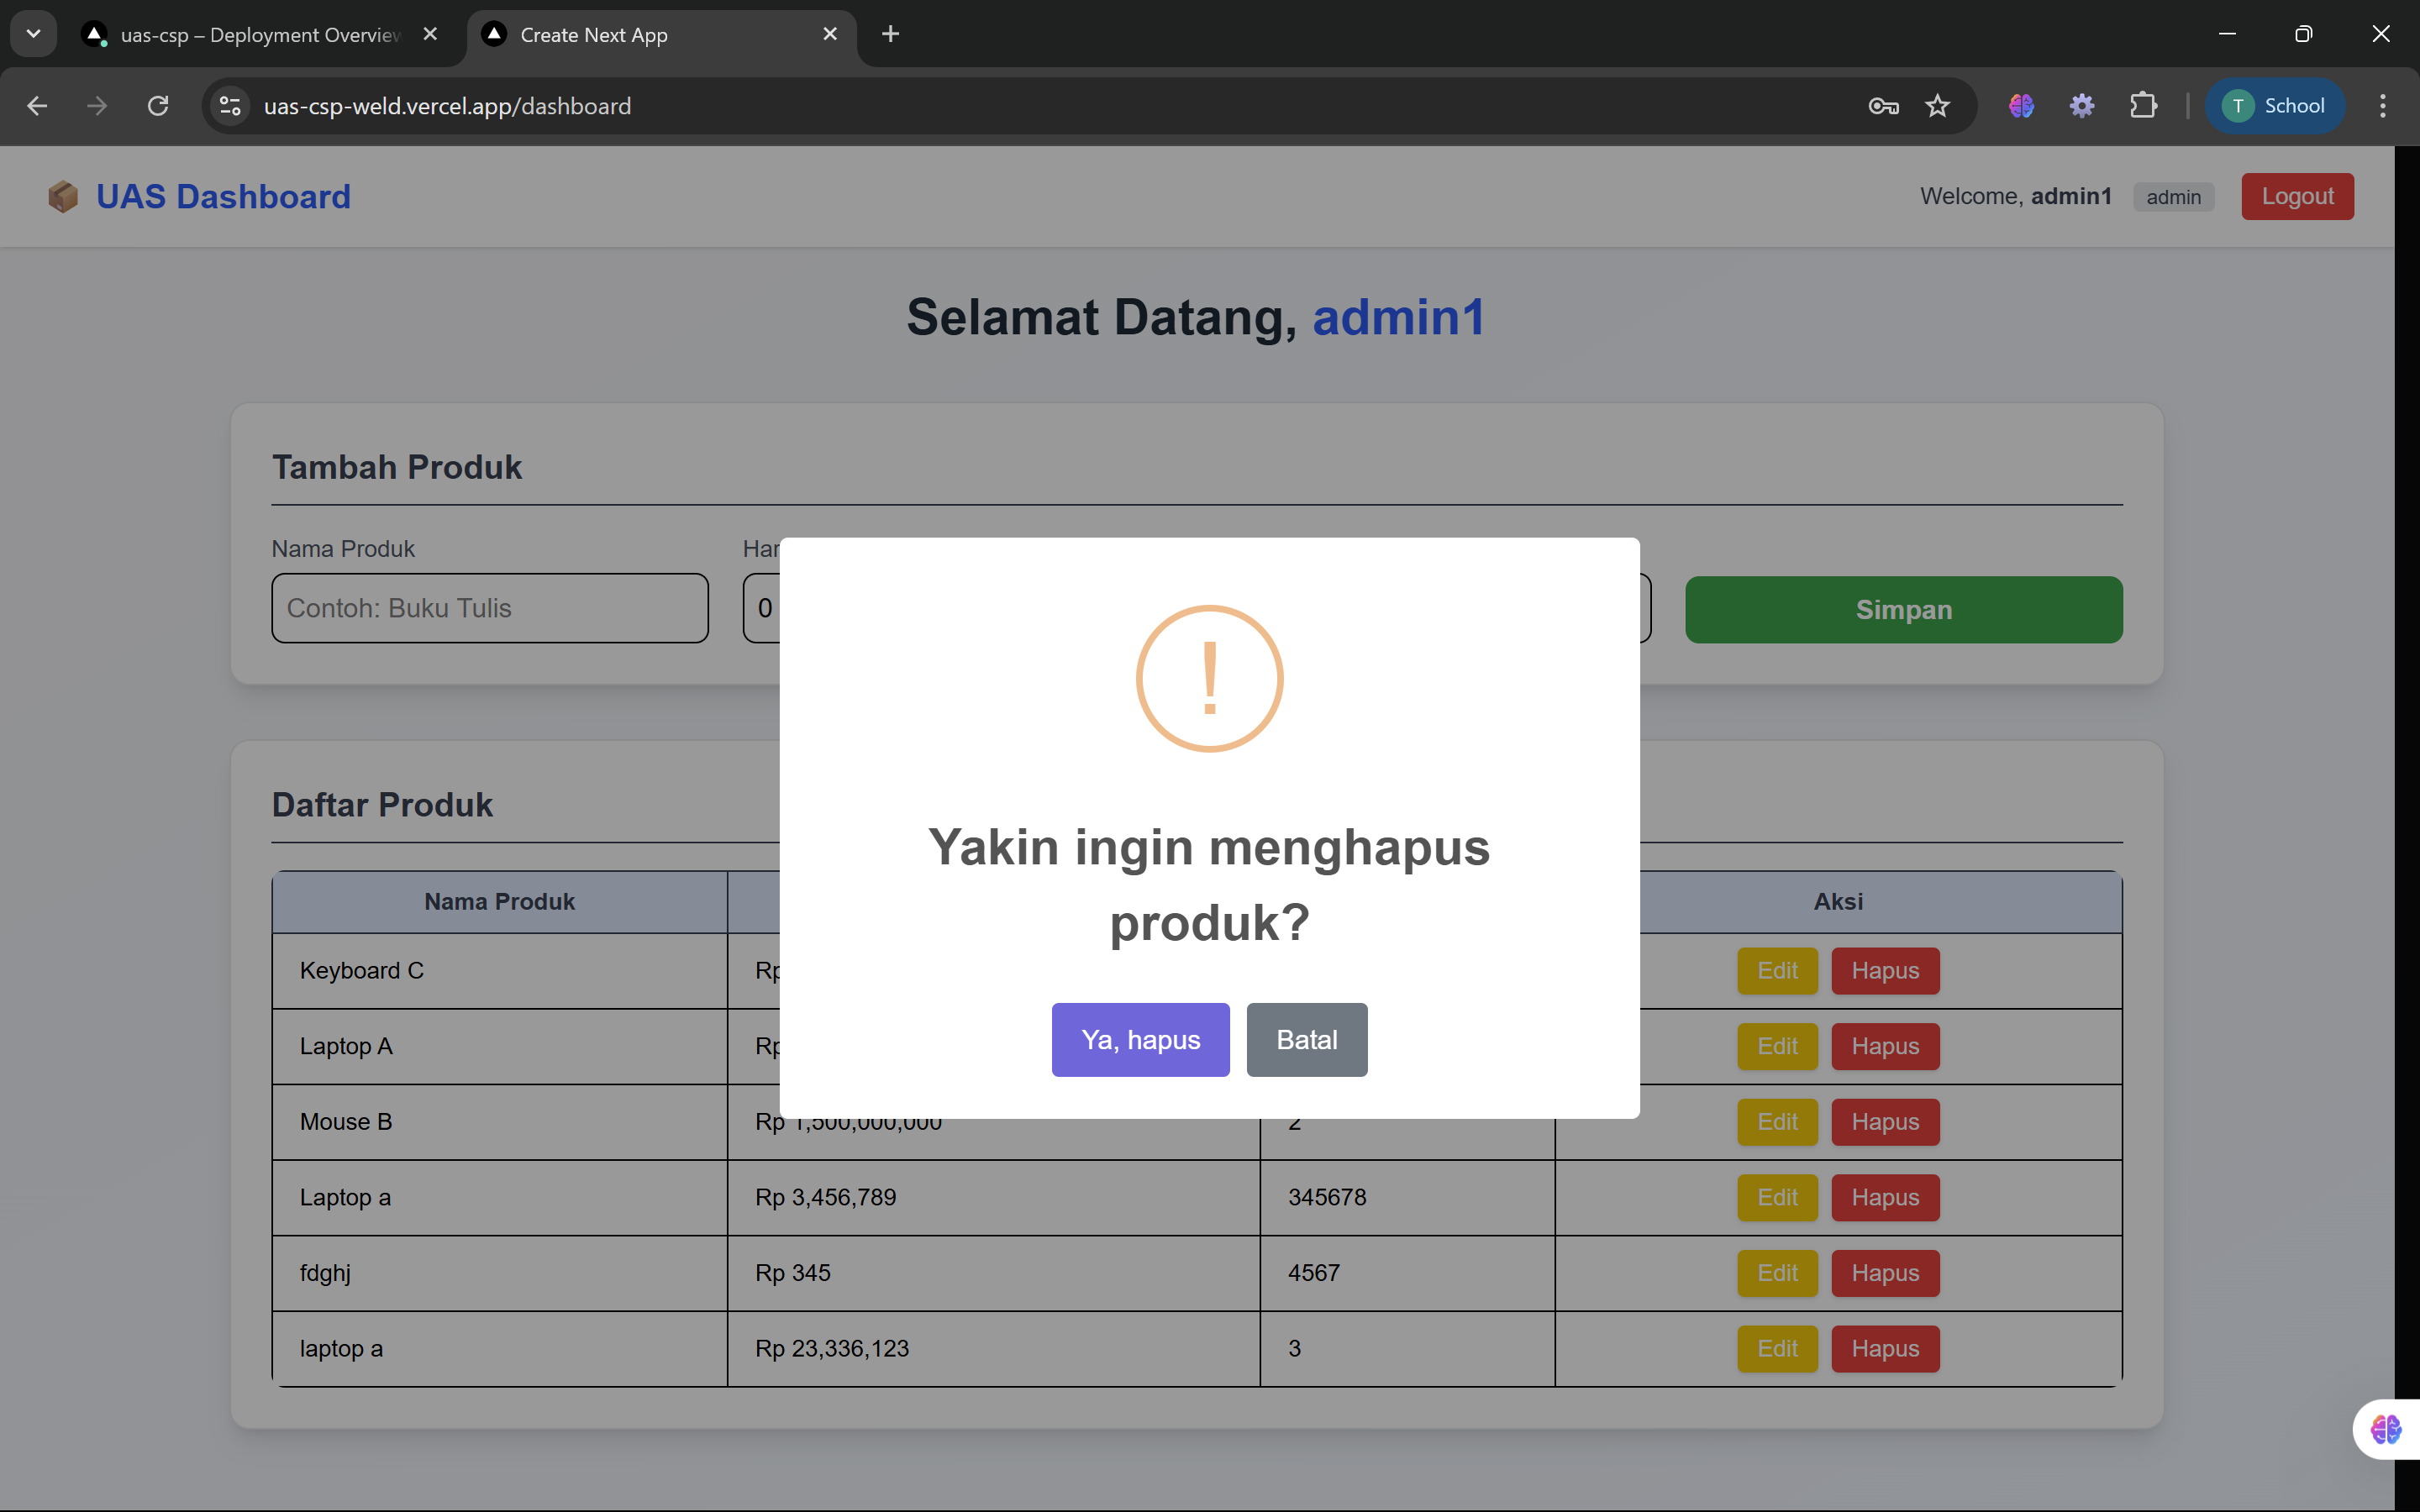 uas-csp – Deployment Overview
Create Next App
uas-csp-weld.vercel.app/dashboard
T School
UAS Dashboard
Welcome, admin1 admin Logout
Selamat Datang, admin1
Tambah Produk
Nama Produk
Contoh: Buku Tulis 0 Simpan
Yakin ingin menghapus
produk?
Ya, hapus Batal
Daftar Produk
Nama Produk Aksi
Keyboard C Rp Edit Hapus
Laptop A Rp Edit Hapus
Mouse B Rp 1,500,000,000 2 Edit Hapus
Laptop a Rp 3,456,789 345678 Edit Hapus
fdghj Rp 345 4567 Edit Hapus
laptop a Rp 23,336,123 3 Edit Hapus